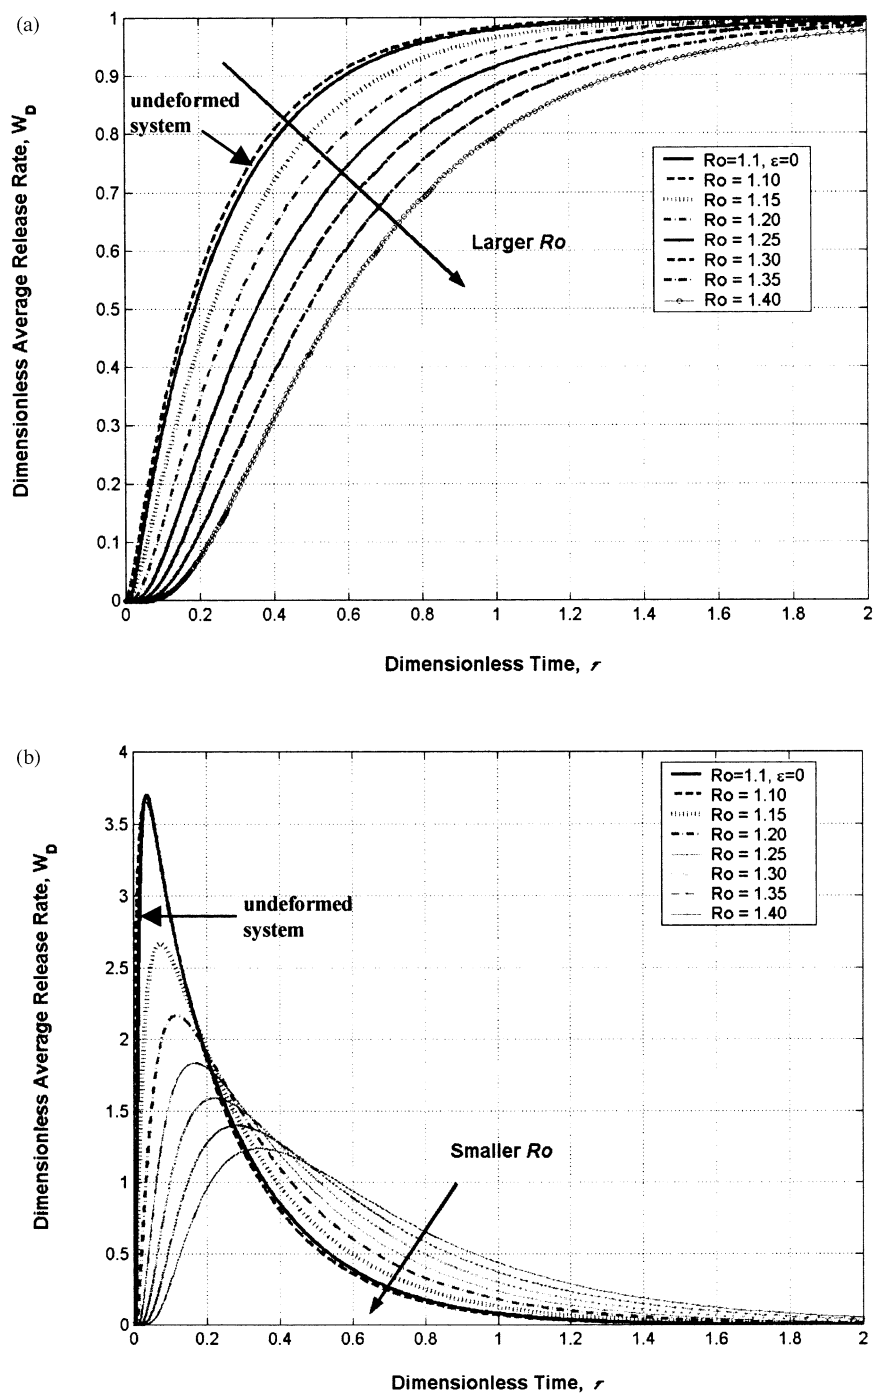 (a)
Dimensionless Average Release Rate, W_D
1
0.9
0.8
0.7
0.6
0.5
0.4
0.3
0.2
0.1
0
undeformed
system
Larger Ro
Ro=1.1, ε=0
Ro = 1.10
Ro = 1.15
Ro = 1.20
Ro = 1.25
Ro = 1.30
Ro = 1.35
Ro = 1.40
0 0.2 0.4 0.6 0.8 1 1.2 1.4 1.6 1.8 2
Dimensionless Time, 𝜏
(b)
Dimensionless Average Release Rate, W_D
4
3.5
3
2.5
2
1.5
1
0.5
0
undeformed
system
Smaller Ro
Ro=1.1, ε=0
Ro = 1.10
Ro = 1.15
Ro = 1.20
Ro = 1.25
Ro = 1.30
Ro = 1.35
Ro = 1.40
0 0.2 0.4 0.6 0.8 1 1.2 1.4 1.6 1.8 2
Dimensionless Time, 𝜏